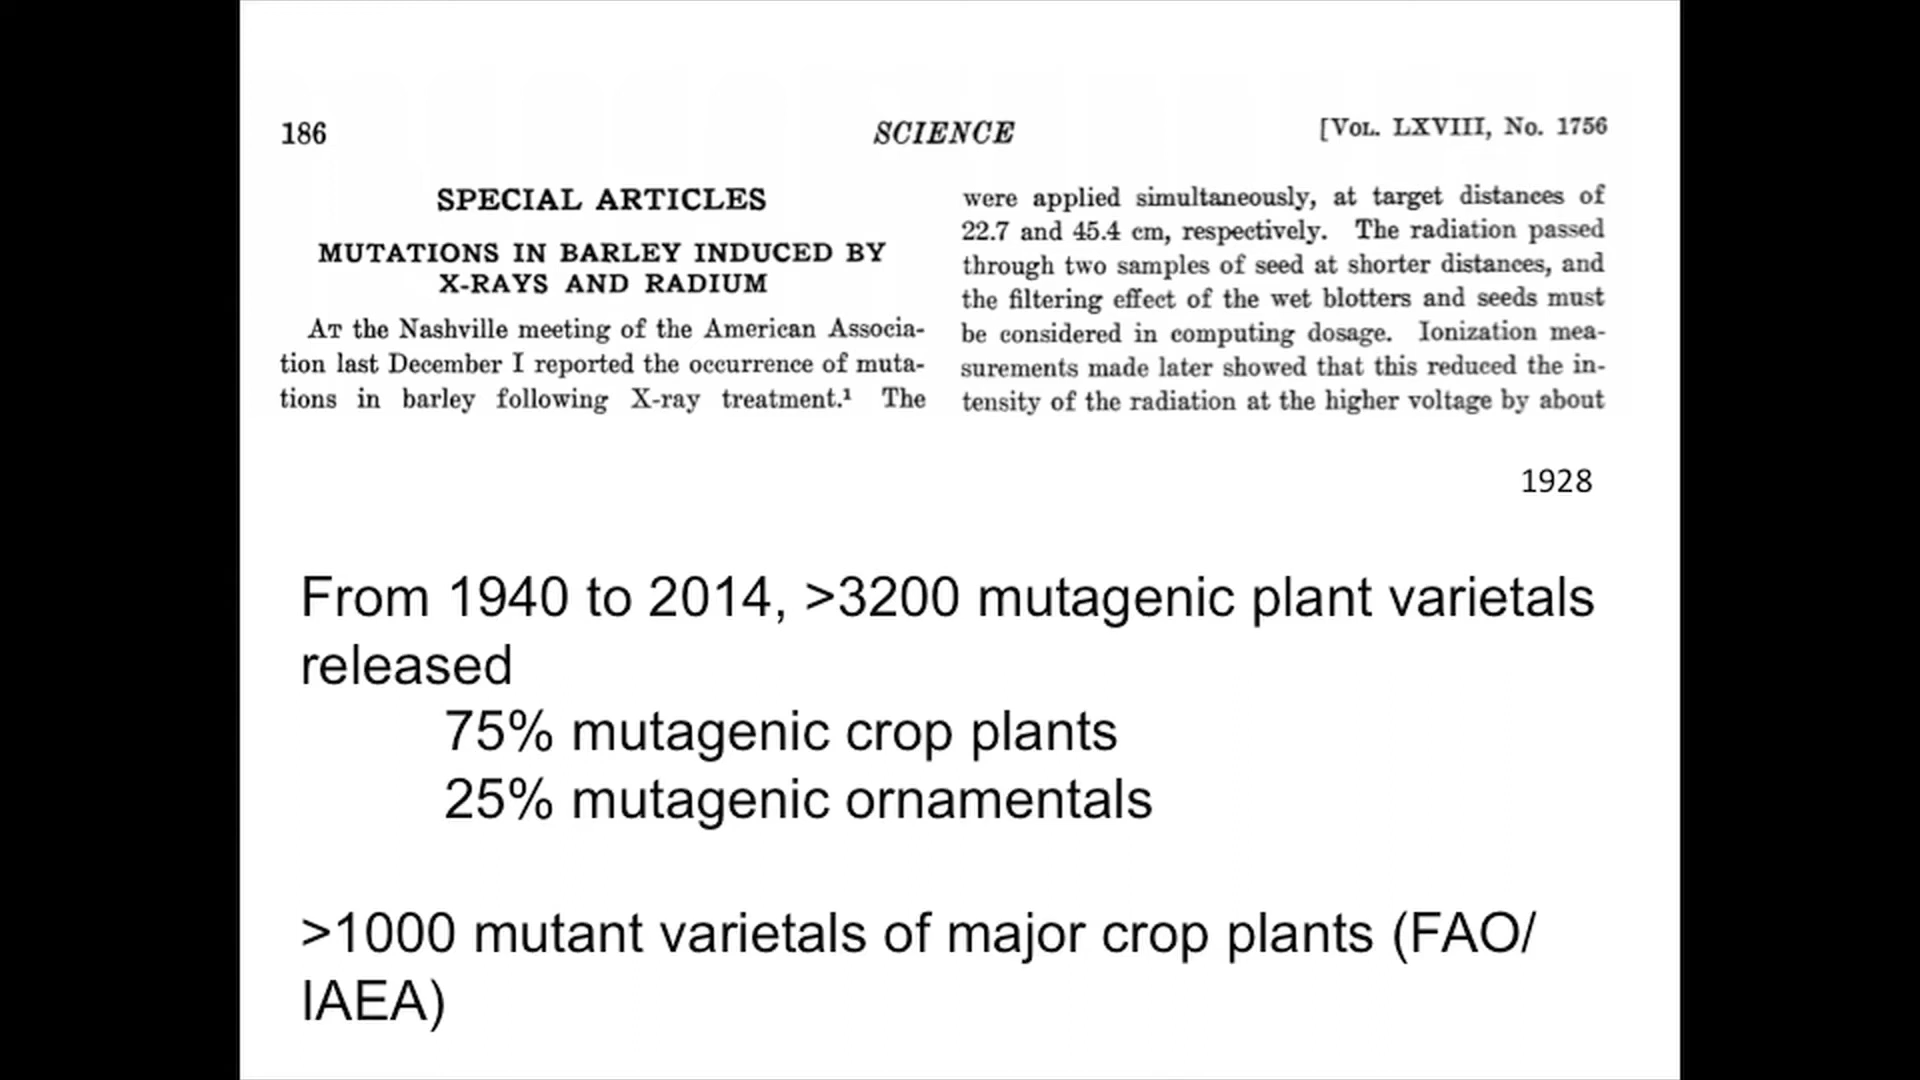 186
SCIENCE
[VOL. LXVIII, No. 1756
SPECIAL ARTICLES
MUTATIONS IN BARLEY INDUCED BY
X-RAYS AND RADIUM
AT the Nashville meeting of the American Associa-
tion last December I reported the occurrence of muta-
tions in barley following X-ray treatment.¹ The
were applied simultaneously, at target distances of
22.7 and 45.4 cm, respectively. The radiation passed
through two samples of seed at shorter distances, and
the filtering effect of the wet blotters and seeds must
be considered in computing dosage. Ionization mea-
surements made later showed that this reduced the in-
tensity of the radiation at the higher voltage by about
1928
From 1940 to 2014, >3200 mutagenic plant varietals
released
75% mutagenic crop plants
25% mutagenic ornamentals
>1000 mutant varietals of major crop plants (FAO/
IAEA)